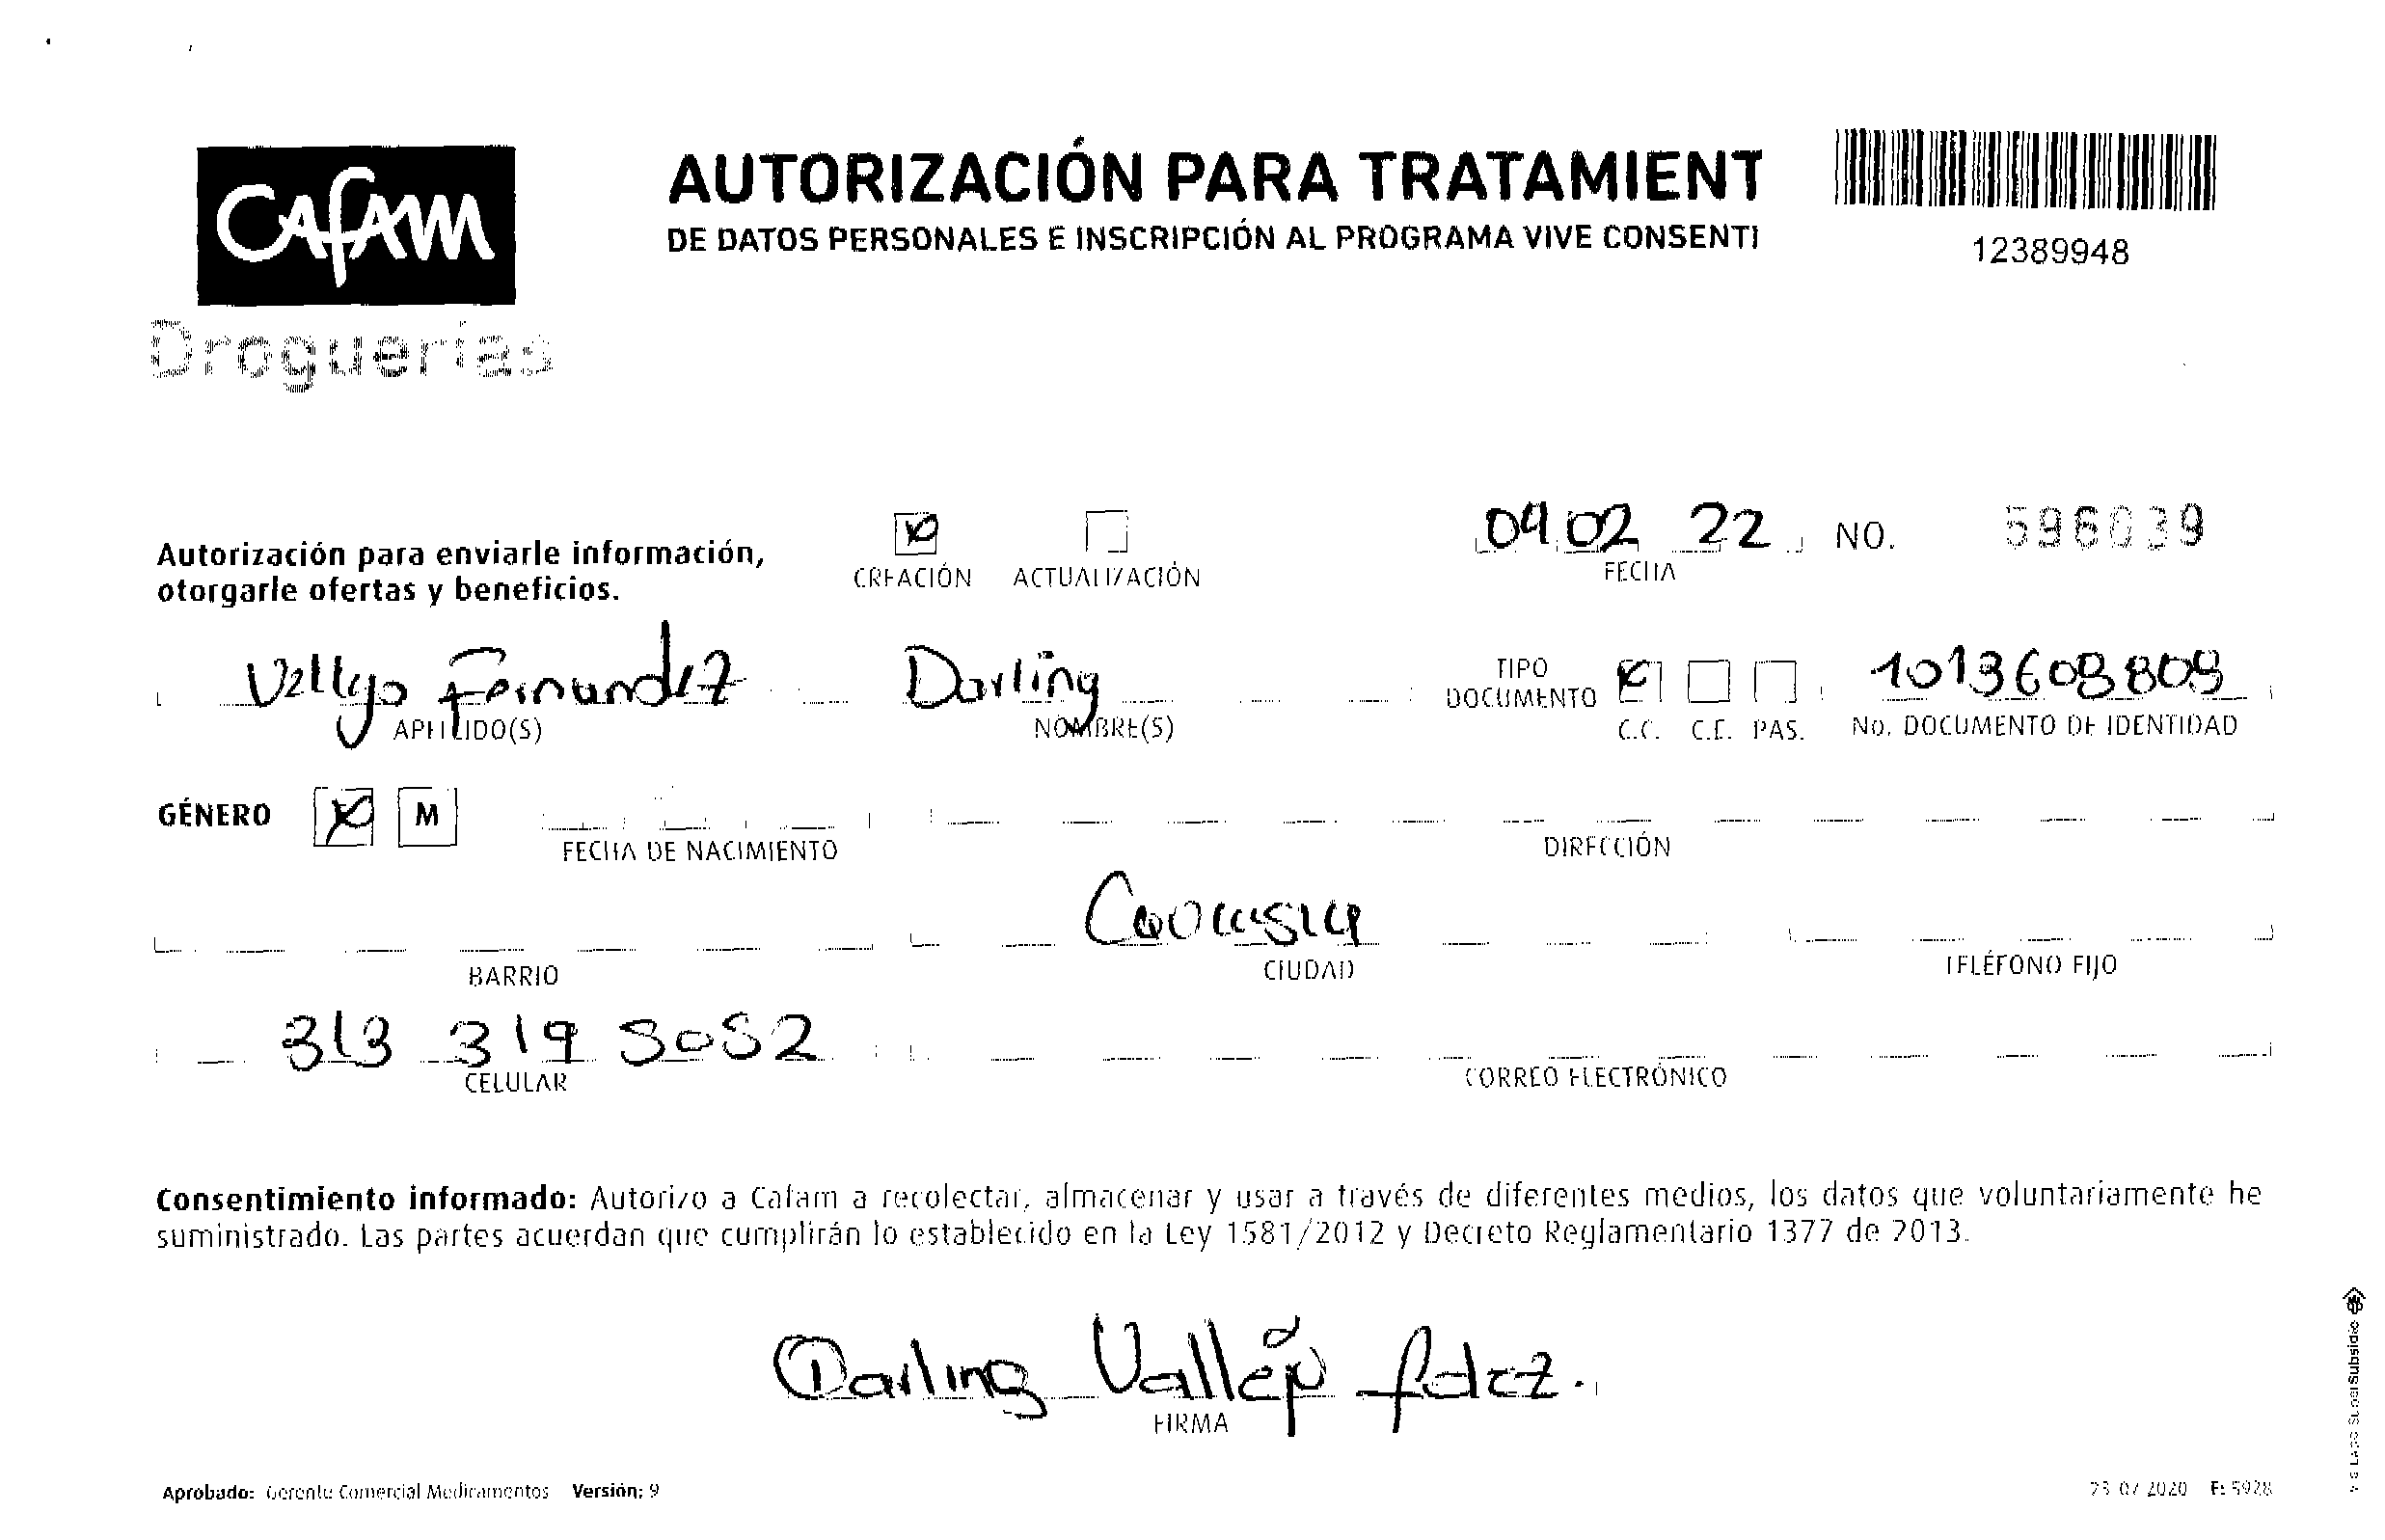 Cafam
Droguerías
AUTORIZACIÓN PARA TRATAMIENT
DE DATOS PERSONALES E INSCRIPCIÓN AL PROGRAMA VIVE CONSENTI
12389948
Autorización para enviarle información,
otorgarle ofertas y beneficios.
CREACIÓN ACTUALIZACIÓN
09 02 22 NO. 596039
FECHA
Vallejo Fernandez Darling
APELLIDO(S) NOMBRE(S)
TIPO
DOCUMENTO
C.C. C.E. PAS.
1013608808
No. DOCUMENTO DE IDENTIDAD
GÉNERO M
FECHA DE NACIMIENTO DIRECCIÓN
BARRIO CIUDAD TELÉFONO FIJO
313 319 3052
CELULAR CORREO ELECTRÓNICO
Consentimiento informado: Autorizo a Cafam a recolectar, almacenar y usar a través de diferentes medios, los datos que voluntariamente he
suministrado. Las partes acuerdan que cumplirán lo establecido en la Ley 1581/2012 y Decreto Reglamentario 1377 de 2013.
Darling Vallejo fdez.
FIRMA
Aprobado: Gerente Comercial Medicamentos Versión: 9
23 07 2020 F: 5928